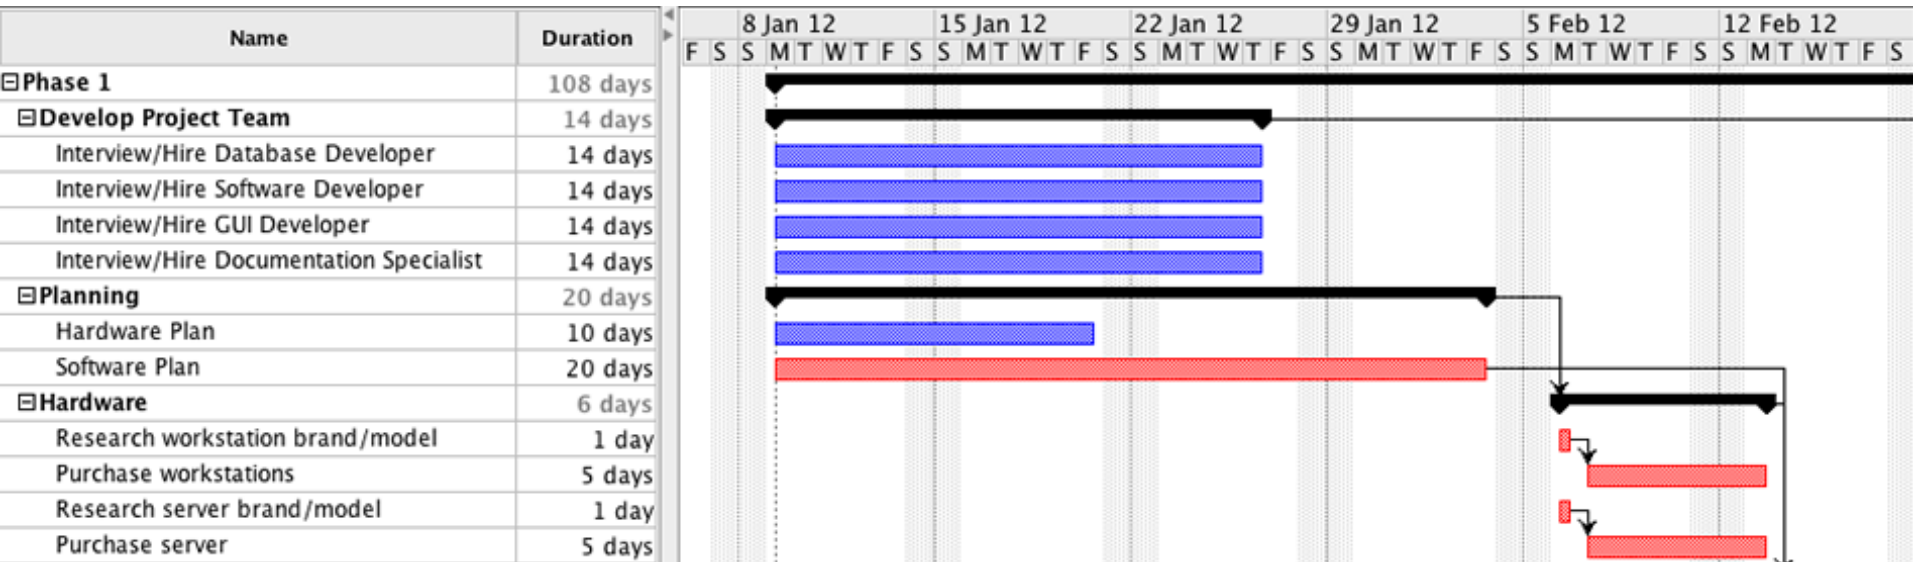 Name Duration 8 Jan 12 15 Jan 12 22 Jan 12 29 Jan 12 5 Feb 12 12 Feb 12
F S S M T W T F S S M T W T F S S M T W T F S S M T W T F S S M T W T F S S M T W T F S
Phase 1 108 days
Develop Project Team 14 days
Interview/Hire Database Developer 14 days
Interview/Hire Software Developer 14 days
Interview/Hire GUI Developer 14 days
Interview/Hire Documentation Specialist 14 days
Planning 20 days
Hardware Plan 10 days
Software Plan 20 days
Hardware 6 days
Research workstation brand/model 1 day
Purchase workstations 5 days
Research server brand/model 1 day
Purchase server 5 days